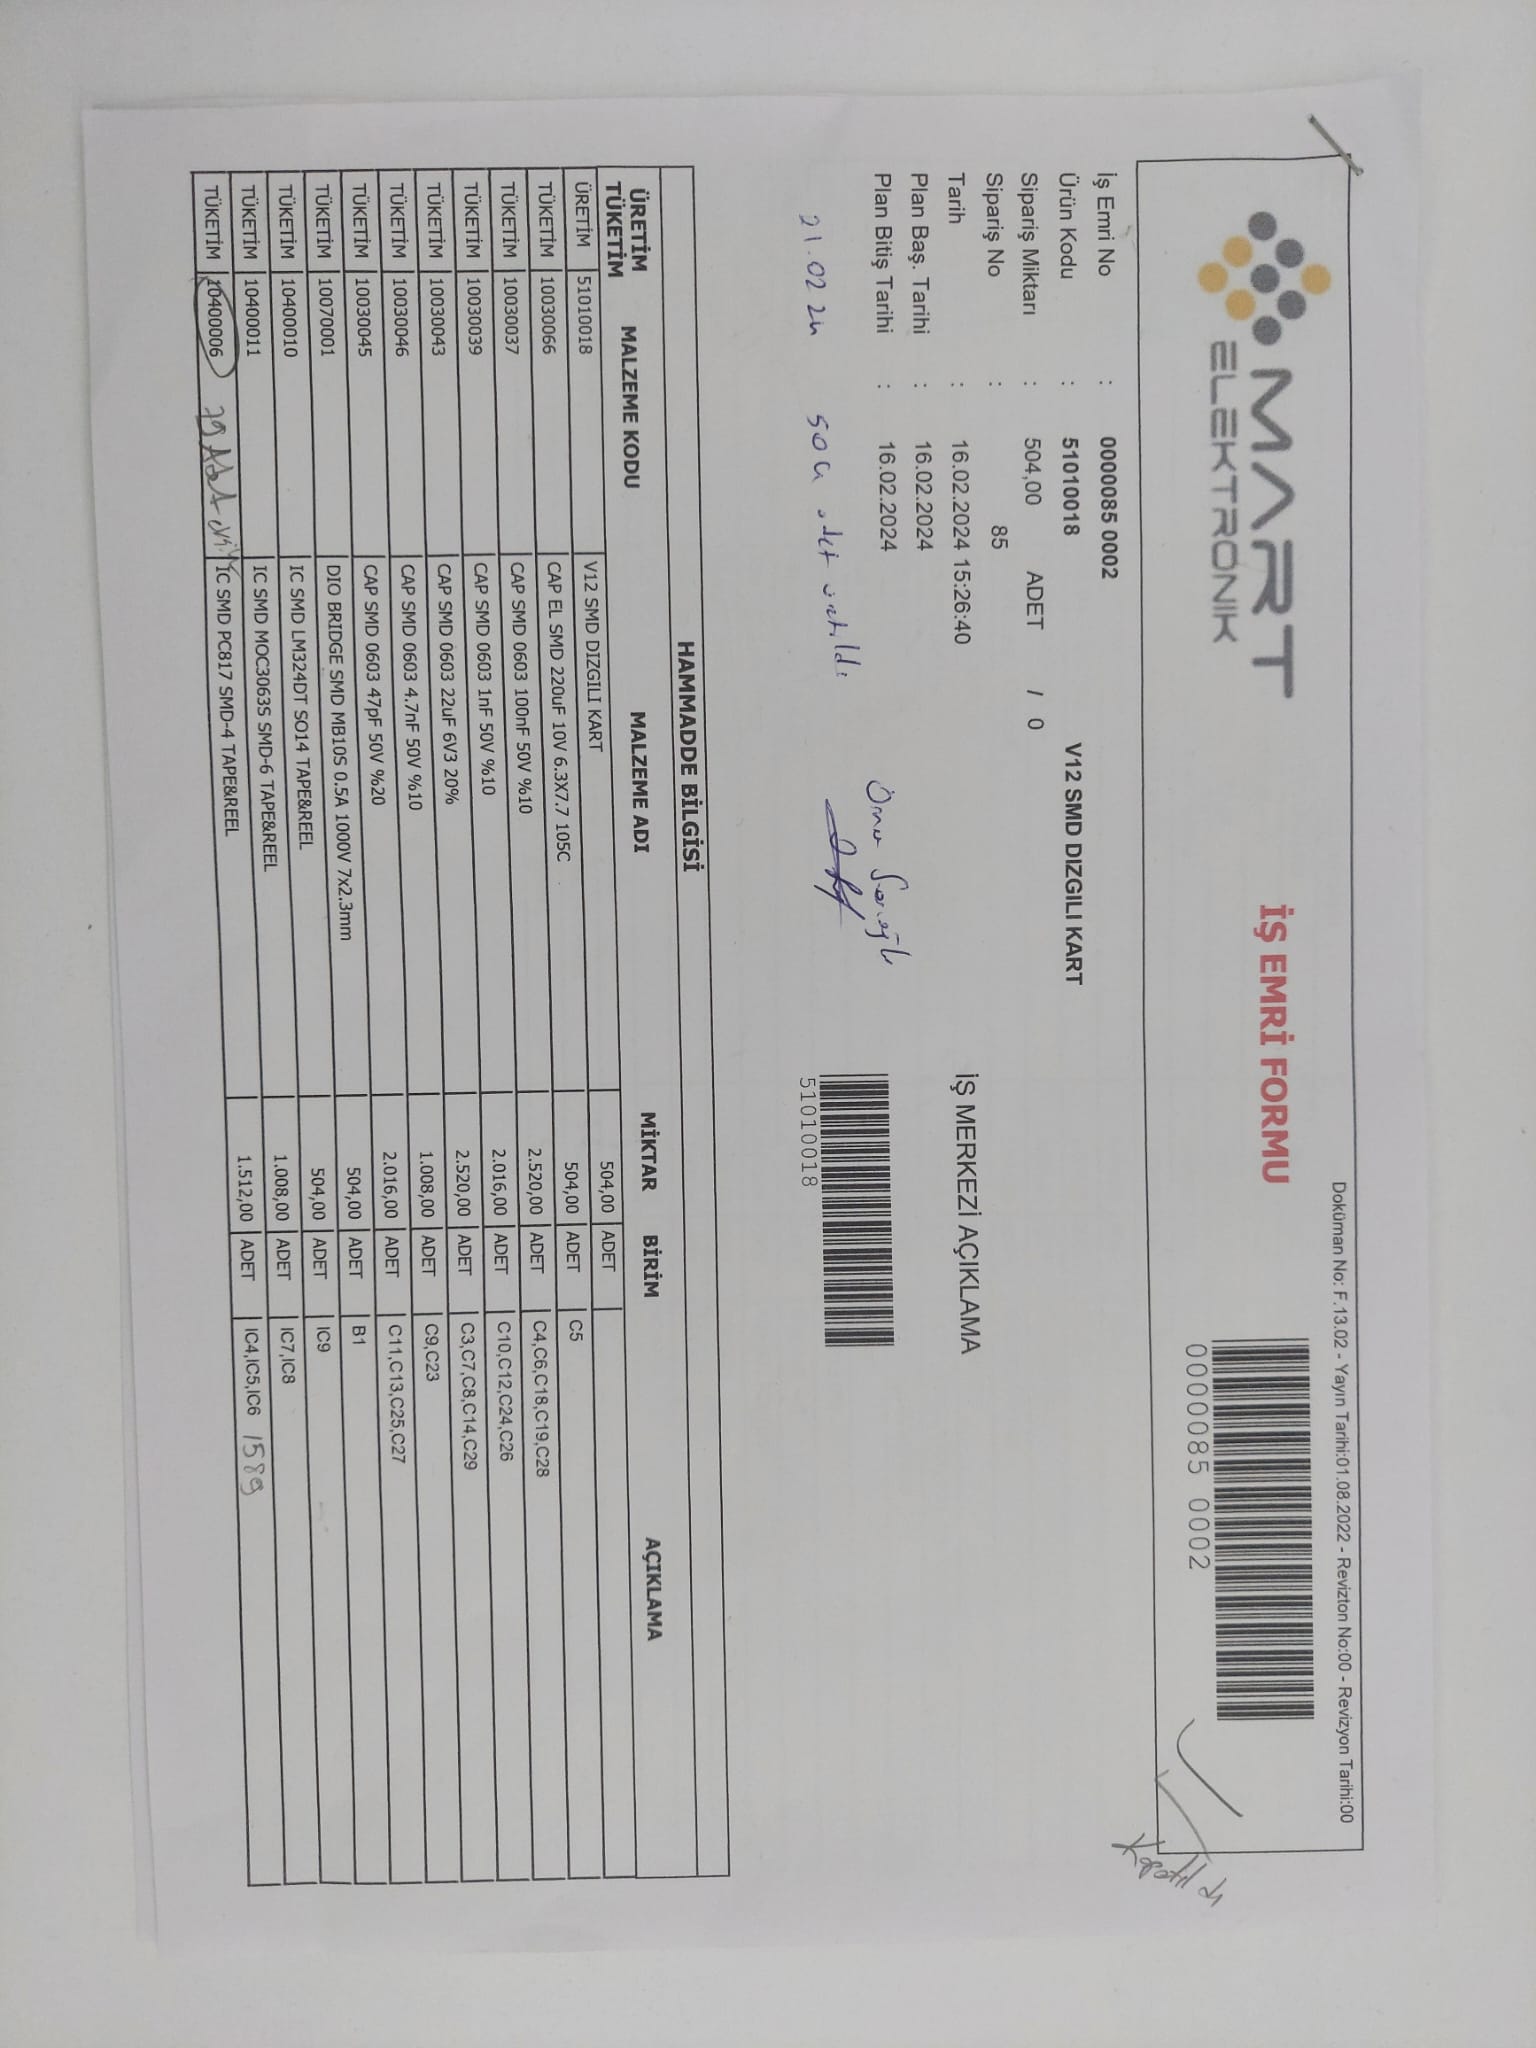 Doküman No: F.13.02 - Yayın Tarihi:01.08.2022 - Revizton No:00 - Revizyon Tarihi:00
MART
ELEKTRONIK
İŞ EMRİ FORMU
0000085 0002
Kapatıldı
İş Emri No : 0000085 0002
Ürün Kodu : 51010018 V12 SMD DIZGILI KART
Sipariş Miktarı : 504,00 ADET / 0
Sipariş No : 85
Tarih : 16.02.2024 15:26:40
Plan Baş. Tarihi : 16.02.2024
Plan Bitiş Tarihi : 16.02.2024
İŞ MERKEZİ AÇIKLAMA
21.02 24 504 adet üretildi
51010018
HAMMADDE BİLGİSİ
ÜRETİM TÜKETİM MALZEME KODU MALZEME ADI MİKTAR BİRİM AÇIKLAMA
ÜRETİM 51010018 V12 SMD DIZGILI KART 504,00 ADET
TÜKETİM 10030066 CAP EL SMD 220uF 10V 6.3X7.7 105C 504,00 ADET C5
TÜKETİM 10030037 CAP SMD 0603 100nF 50V %10 2.520,00 ADET C4,C6,C18,C19,C28
TÜKETİM 10030039 CAP SMD 0603 1nF 50V %10 2.016,00 ADET C10,C12,C24,C26
TÜKETİM 10030043 CAP SMD 0603 22uF 6V3 20% 2.520,00 ADET C3,C7,C8,C14,C29
TÜKETİM 10030046 CAP SMD 0603 4.7nF 50V %10 1.008,00 ADET C9,C23
TÜKETİM 10030045 CAP SMD 0603 47pF 50V %20 2.016,00 ADET C11,C13,C25,C27
TÜKETİM 10070001 DIO BRIDGE SMD MB10S 0.5A 1000V 7x2.3mm 504,00 ADET B1
TÜKETİM 10400010 IC SMD LM324DT SO14 TAPE&REEL 504,00 ADET IC9
TÜKETİM 10400011 IC SMD MOC3063S SMD-6 TAPE&REEL 1.008,00 ADET IC7,IC8
TÜKETİM 10400006 79 Adet IC SMD PC817 SMD-4 TAPE&REEL 1.512,00 ADET IC4,IC5,IC6 1589